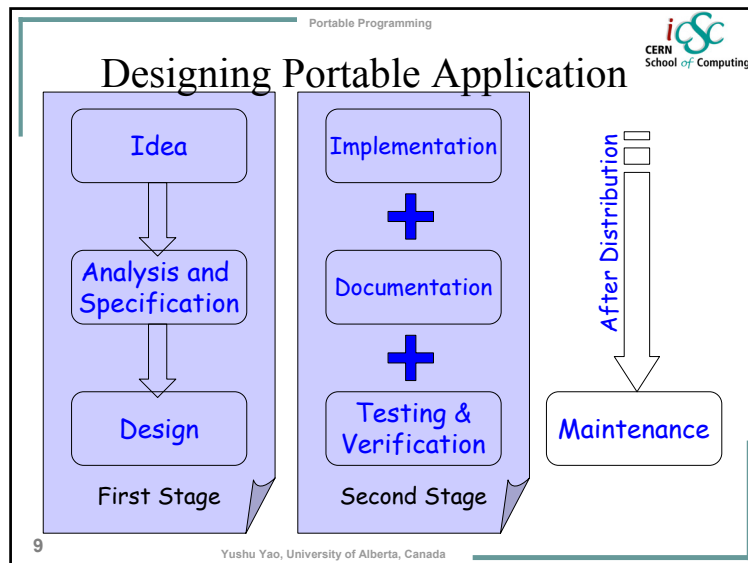 Portable Programming
iCSC
CERN
School of Computing
Designing Portable Application
Idea
Analysis and
Specification
Design
First Stage
Implementation
Documentation
Testing &
Verification
Second Stage
After Distribution
Maintenance
9
Yushu Yao, University of Alberta, Canada